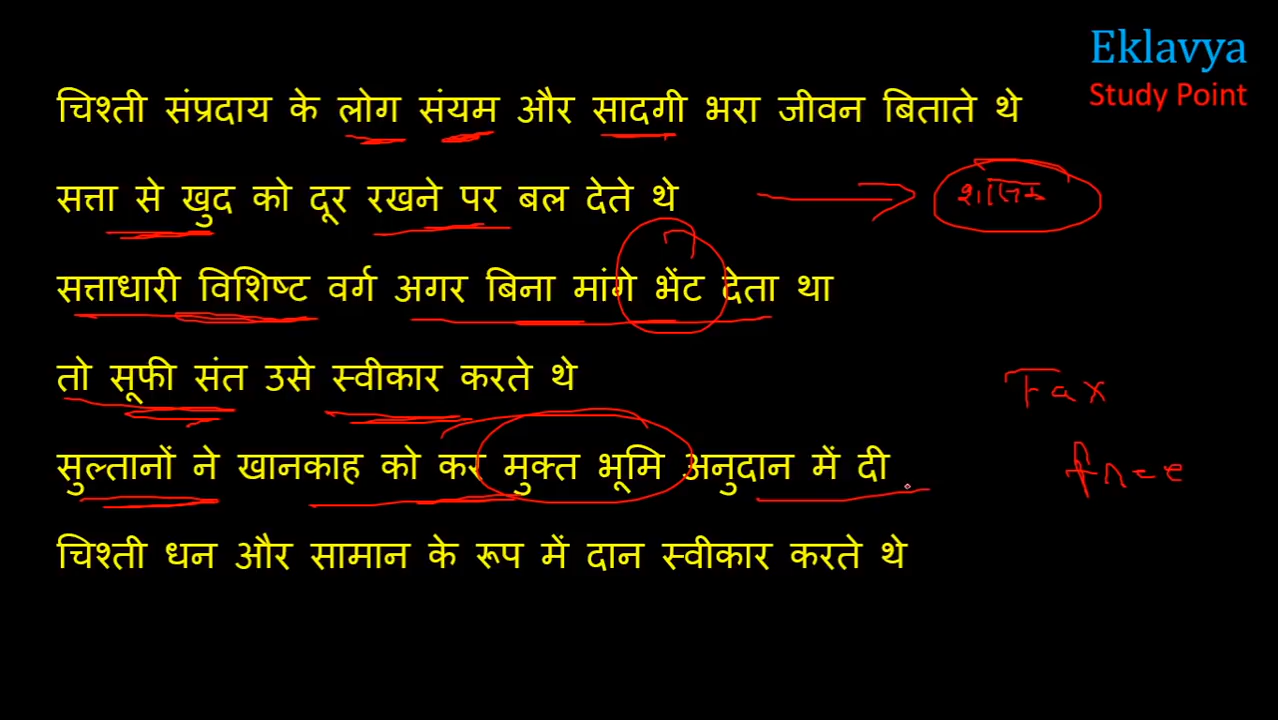 Eklavya
Study Point
चिश्ती संप्रदाय के लोग संयम और सादगी भरा जीवन बिताते थे
सत्ता से खुद को दूर रखने पर बल देते थे
सत्ताधारी विशिष्ट वर्ग अगर बिना मांगे भेंट देता था
तो सूफी संत उसे स्वीकार करते थे
Tax
सुल्तानों ने खानकाह को कर मुक्त भूमि अनुदान में दी
free
चिश्ती धन और सामान के रूप में दान स्वीकार करते थे